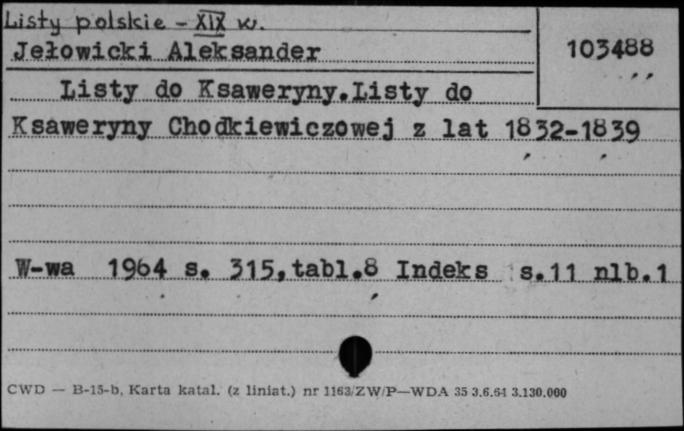 Listy polskie - XIX w.
Jełowicki Aleksander
103488
Listy do Ksaweryny.Listy do
Ksaweryny Chodkiewiczowej z lat 1832-1839
W-wa 1964 s. 315,tabl.8 Indeks s.11 nlb.1
CWD — B-15-b, Karta katal. (z liniat.) nr 1163/ZW/P—WDA 35 3.6.61 3.130.000